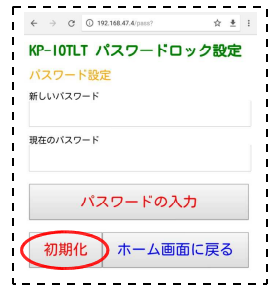 192.168.47.4/pass?
KP-IOTLT パスワードロック設定
パスワード設定
新しいパスワード
現在のパスワード
パスワードの入力
初期化 ホーム画面に戻る